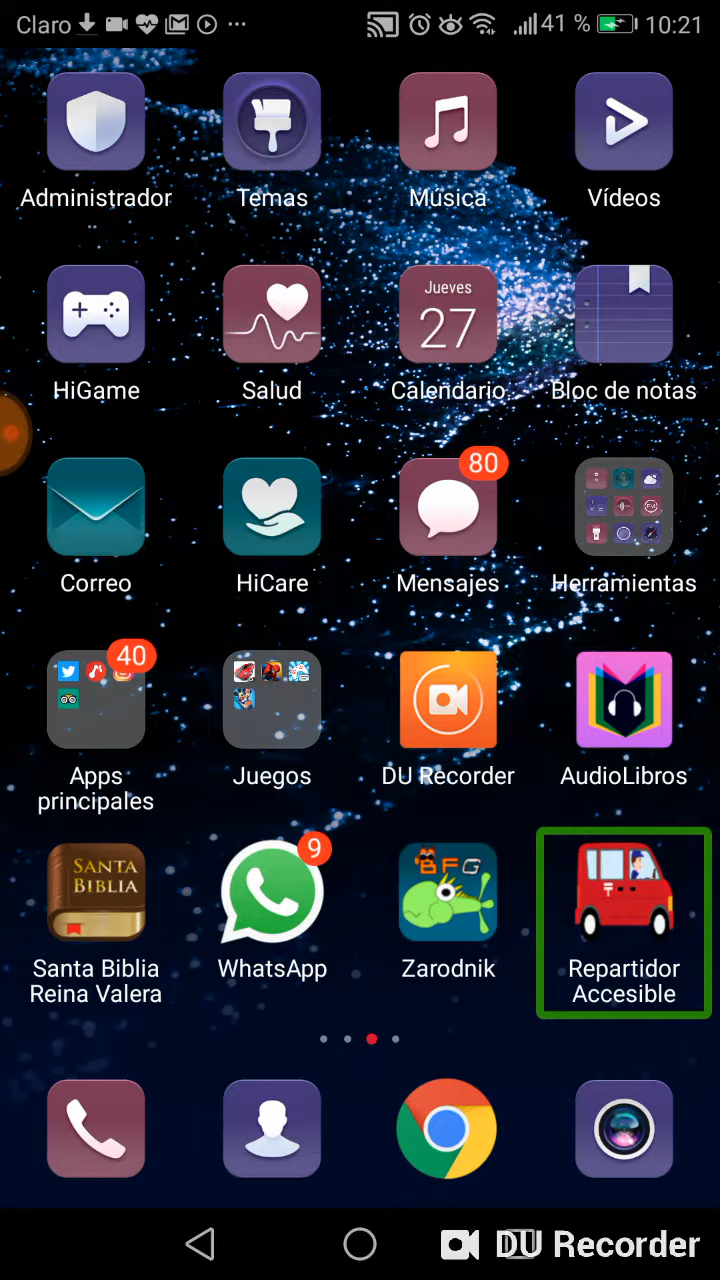 Claro 41 % 10:21
Administrador Temas Música Vídeos
Jueves
27
HiGame Salud Calendario Bloc de notas
80
Correo HiCare Mensajes Herramientas
40
Apps principales Juegos DU Recorder AudioLibros
SANTA
BIBLIA
9
BFG
Santa Biblia
Reina Valera
WhatsApp
Zarodnik
Repartidor
Accesible
DU Recorder